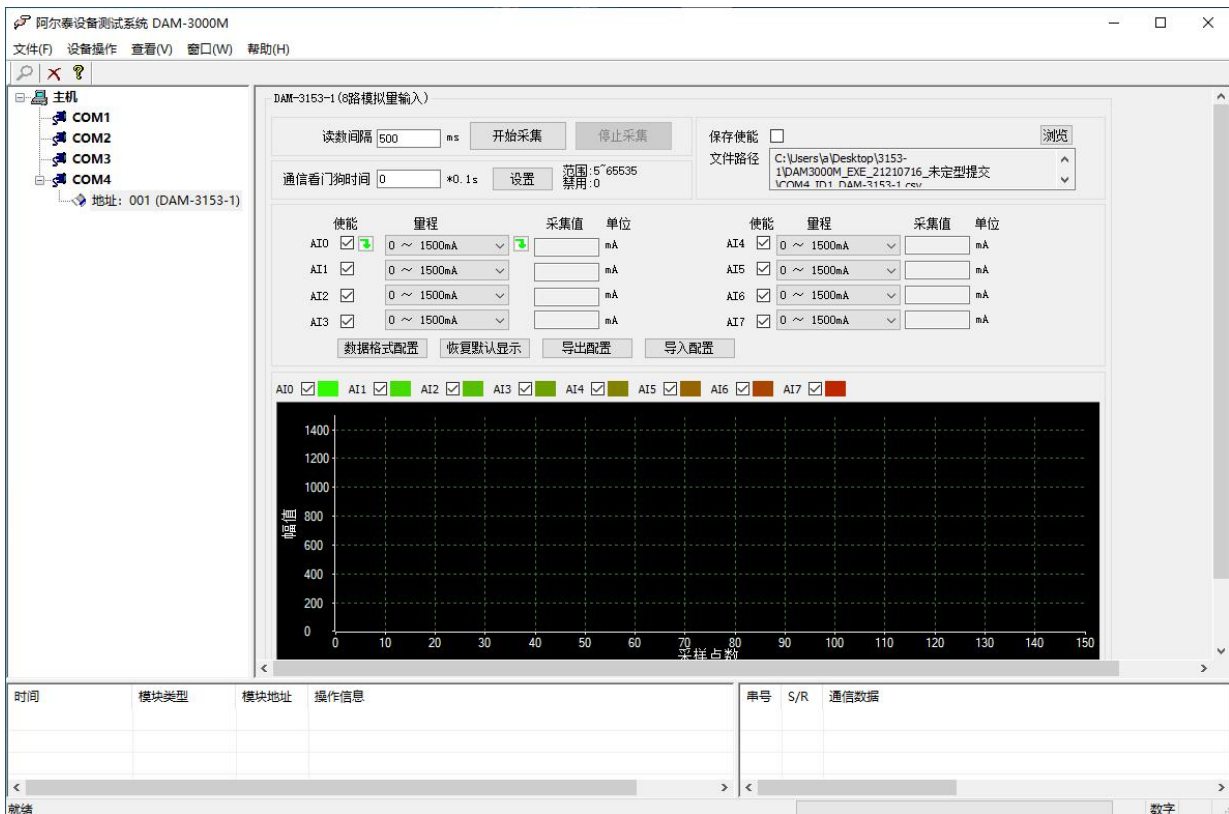 阿尔泰设备测试系统 DAM-3000M
文件(F) 设备操作 查看(V) 窗口(W) 帮助(H)
主机
COM1
COM2
COM3
COM4
地址：001 (DAM-3153-1)
DAM-3153-1(8路模拟量输入)
读数间隔 500 ms 开始采集 停止采集
通信看门狗时间 0 *0.1s 设置 范围:5~65535
禁用:0
保存使能 浏览
文件路径 C:\Users\a\Desktop\3153-
1\DAM3000M_EXE_21210716_未定型提交
\COM4_ID1_DAM-3153-1.csv
使能 量程 采集值 单位 使能 量程 采集值 单位
AI0 0 ～ 1500mA mA AI4 0 ～ 1500mA mA
AI1 0 ～ 1500mA mA AI5 0 ～ 1500mA mA
AI2 0 ～ 1500mA mA AI6 0 ～ 1500mA mA
AI3 0 ～ 1500mA mA AI7 0 ～ 1500mA mA
数据格式配置 恢复默认显示 导出配置 导入配置
AI0 AI1 AI2 AI3 AI4 AI5 AI6 AI7
1400
1200
1000
800
600
400
200
0
幅值
0 10 20 30 40 50 60 70 80 90 100 110 120 130 140 150
采样点数
时间 模块类型 模块地址 操作信息 串号 S/R 通信数据
就绪 数字